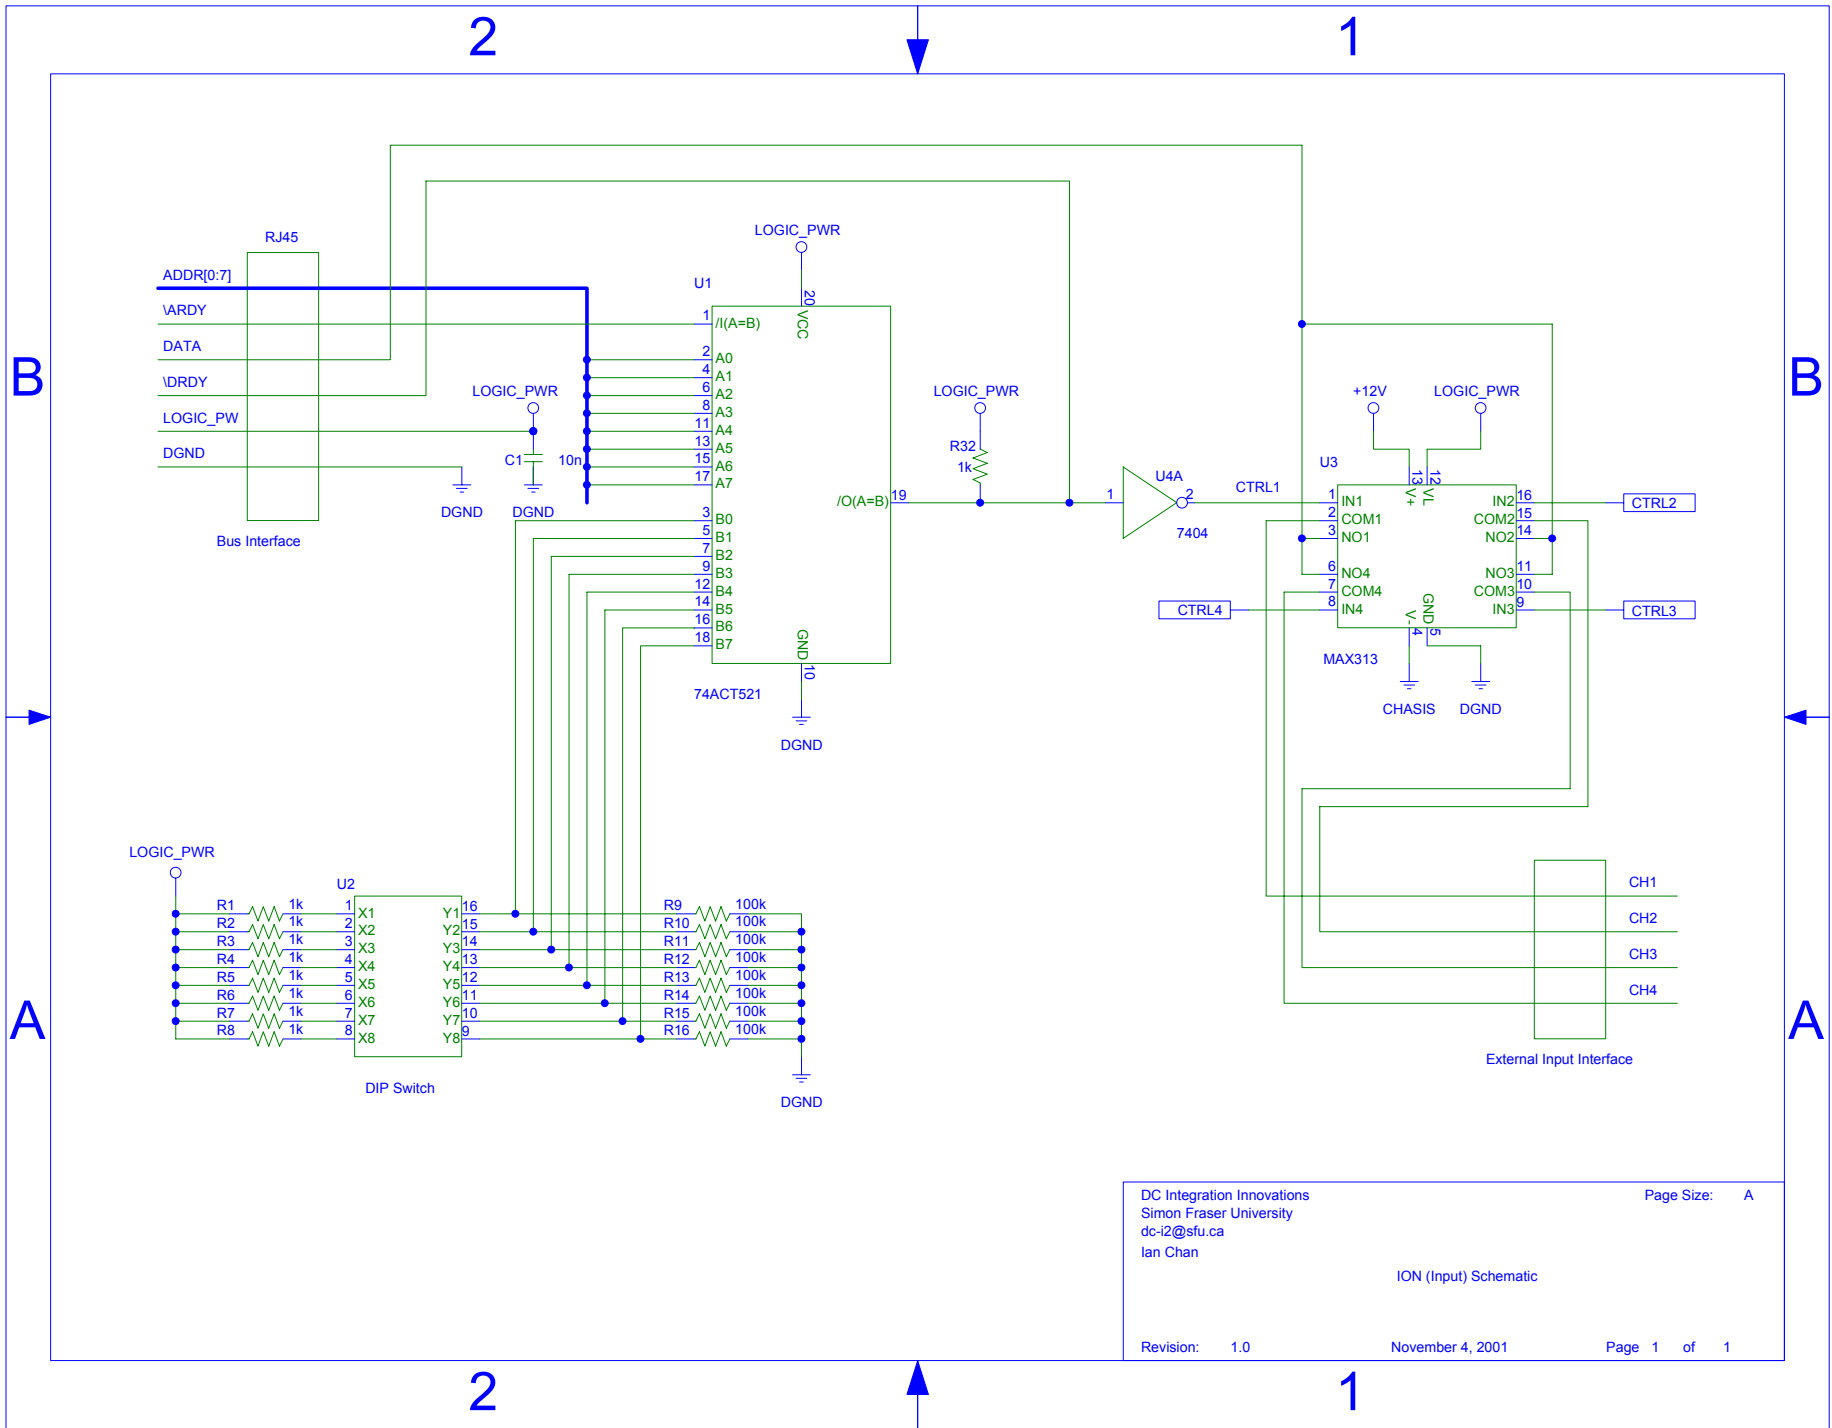 2 1
RJ45
LOGIC_PWR
ADDR[0:7]
U1
20
VCC
\ARDY
1 /I(A=B)
DATA
2 A0
B B
4 A1
\DRDY
LOGIC_PWR
6 A2
LOGIC_PWR
+12V LOGIC_PWR
8 A3
LOGIC_PW
11 A4
13 A5
R32
1k
DGND
C1 10n
15 A6
17 A7
U3
U4A
13 12
V+ VL
/O(A=B) 19
1 2
CTRL1
1 IN1
IN2 16
CTRL2
DGND DGND
3 B0
2 COM1
COM2 15
Bus Interface
5 B1
7404
3 NO1
NO2 14
7 B2
9 B3
6 NO4
NO3 11
12 B4
7 COM4
COM3 10
14 B5
CTRL4
8 IN4
IN3 9
CTRL3
16 B6
V- GND
4 5
18 B7
GND
10
MAX313
74ACT521
CHASIS DGND
DGND
LOGIC_PWR
U2
CH1
R1 1k 1 X1 Y1 16 R9 100k
R2 1k 2 X2 Y2 15 R10 100k
CH2
R3 1k 3 X3 Y3 14 R11 100k
R4 1k 4 X4 Y4 13 R12 100k
CH3
R5 1k 5 X5 Y5 12 R13 100k
R6 1k 6 X6 Y6 11 R14 100k
CH4
R7 1k 7 X7 Y7 10 R15 100k
R8 1k 8 X8 Y8 9 R16 100k
A A
External Input Interface
DIP Switch
DGND
DC Integration Innovations Page Size: A
Simon Fraser University
dc-i2@sfu.ca
Ian Chan
ION (Input) Schematic
Revision: 1.0 November 4, 2001 Page 1 of 1
2 1